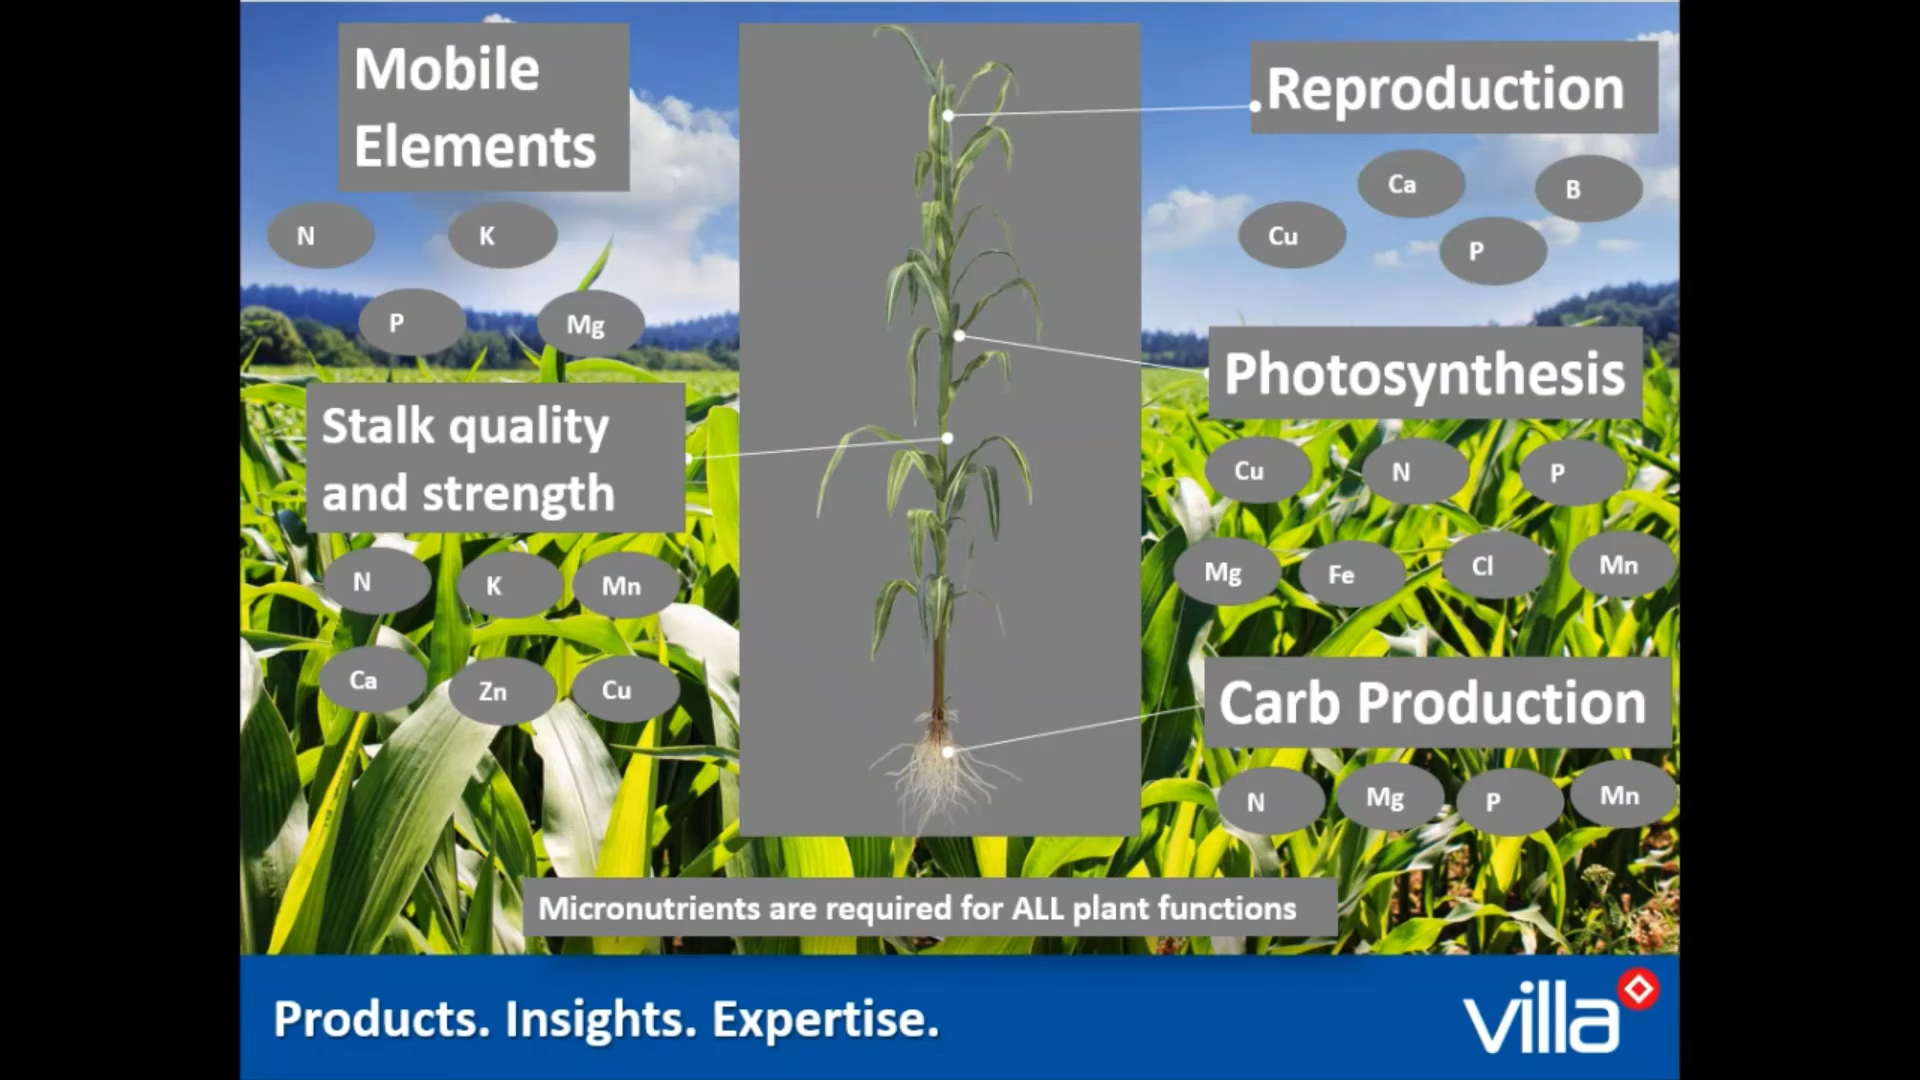 Mobile
Elements
N
K
P
Mg
Stalk quality
and strength
N
K
Mn
Ca
Zn
Cu
Reproduction
Ca
B
Cu
P
Photosynthesis
Cu
N
P
Mg
Fe
Cl
Mn
Carb Production
N
Mg
P
Mn
Micronutrients are required for ALL plant functions
Products. Insights. Expertise.
villa